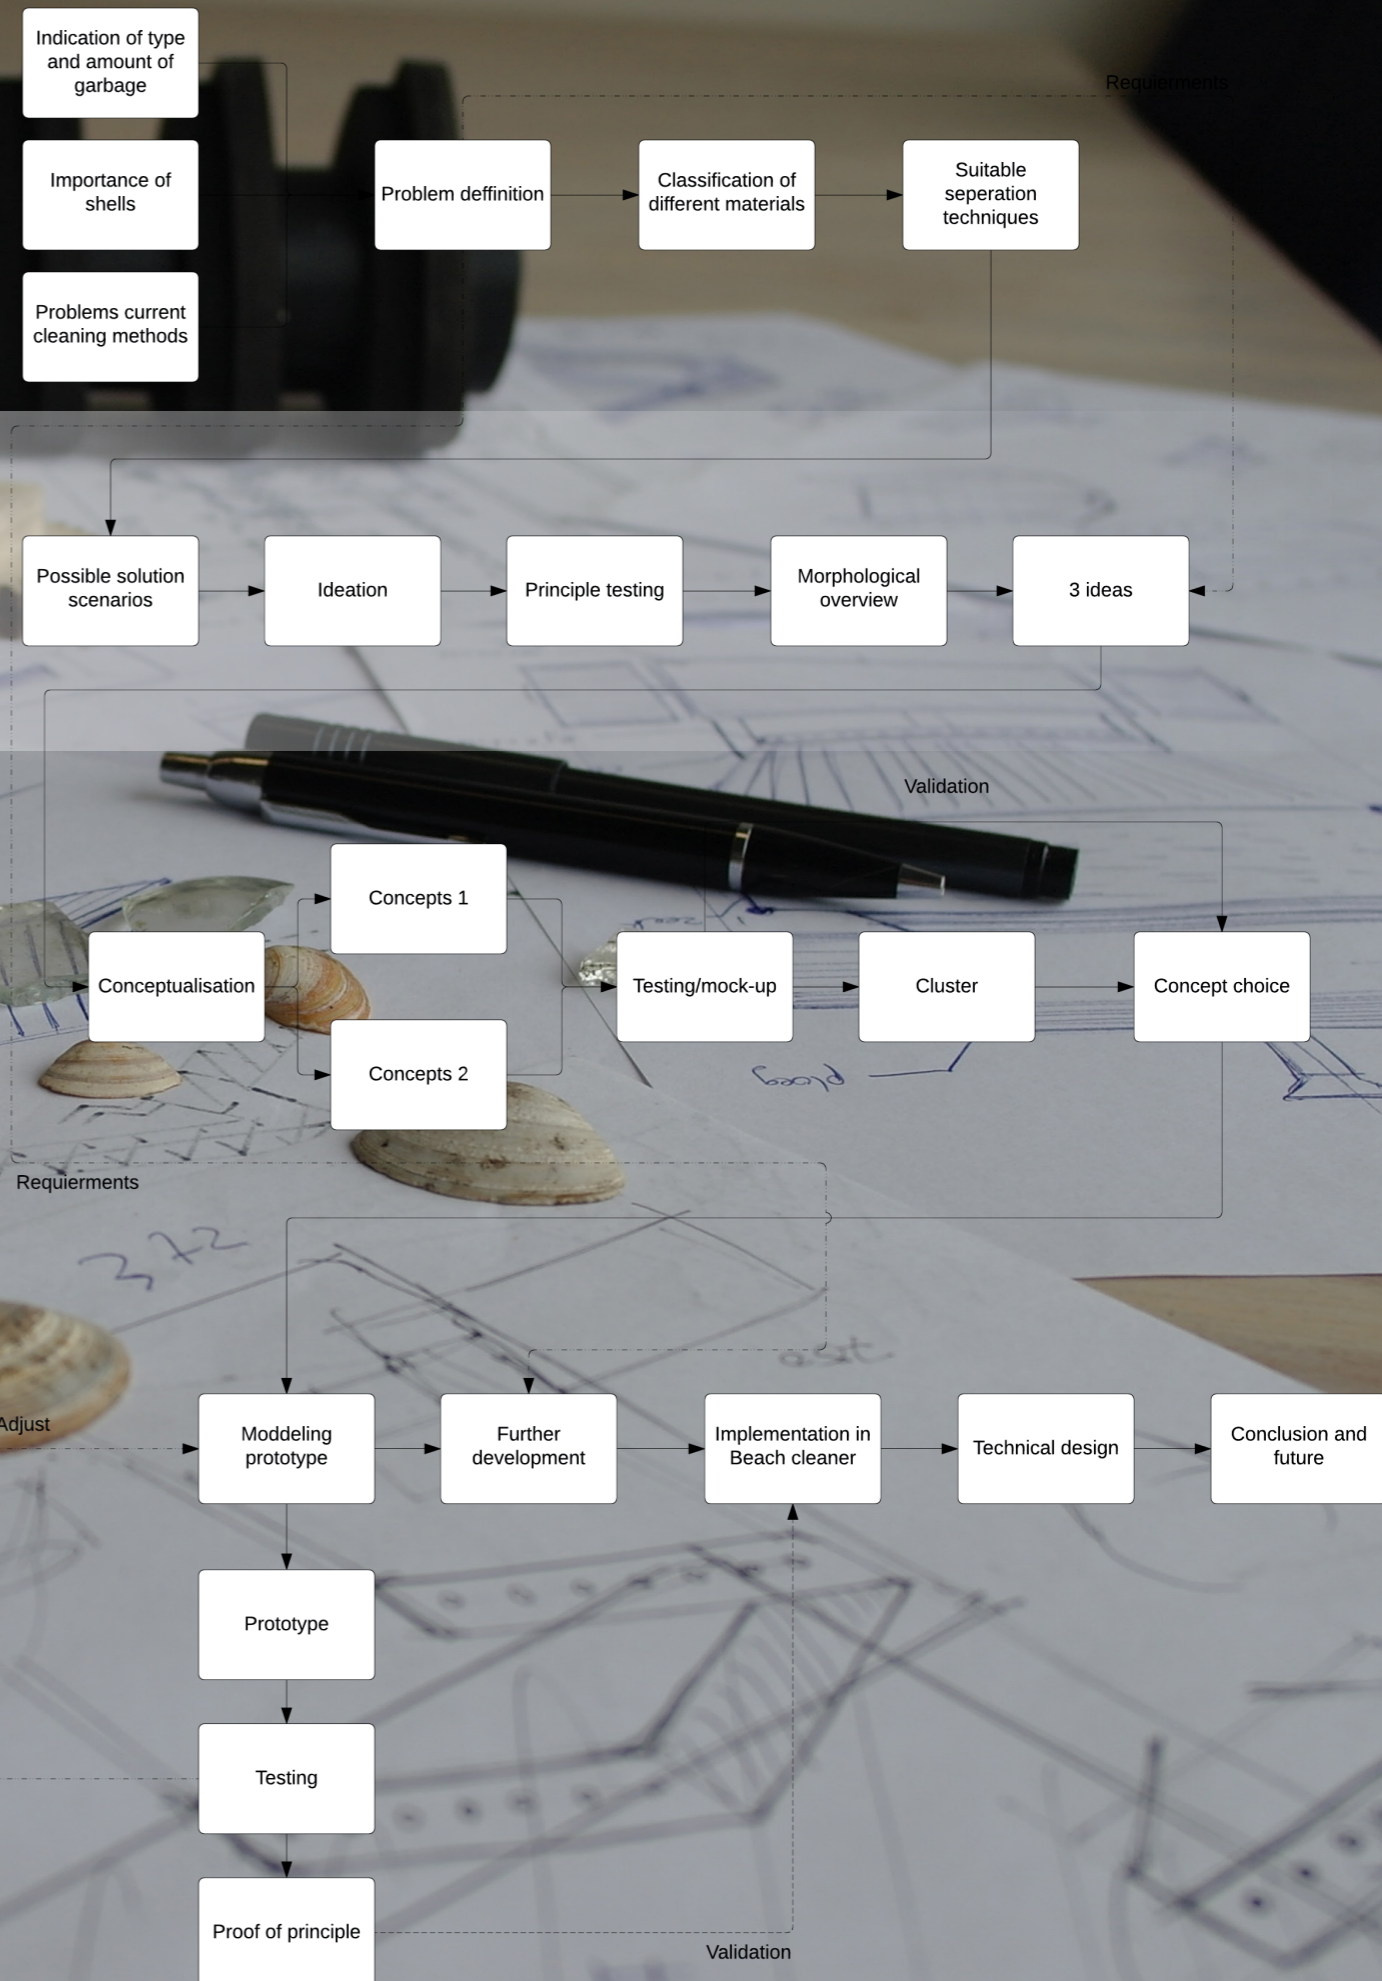 Indication of type
and amount of
garbage
Requierments
Importance of
shells
Problem deffinition
Classification of
different materials
Suitable
seperation
techniques
Problems current
cleaning methods
Possible solution
scenarios
Ideation
Principle testing
Morphological
overview
3 ideas
Validation
Concepts 1
Conceptualisation
Testing/mock-up
Cluster
Concept choice
Concepts 2
ploeg
Requierments
372
Adjust
Moddeling
prototype
Further
development
Implementation in
Beach cleaner
Technical design
Conclusion and
future
Prototype
Testing
Proof of principle
Validation